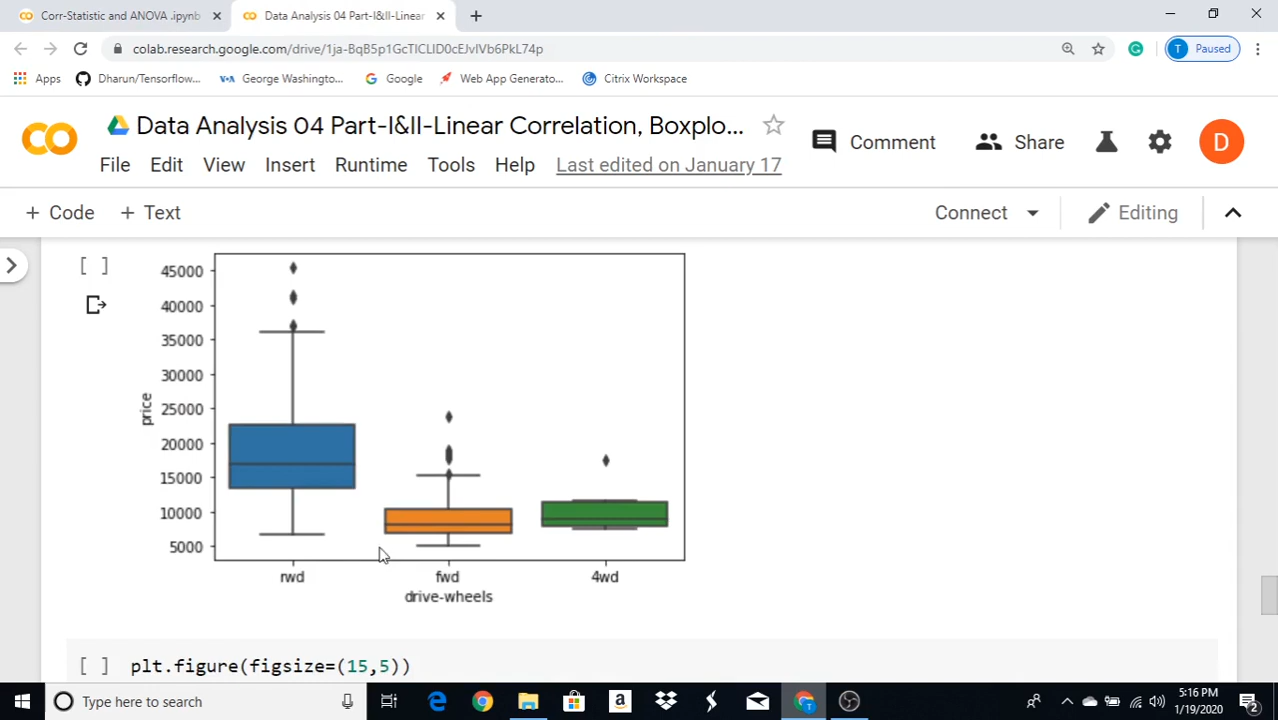 Corr-Statistic and ANOVA .ipynb
Data Analysis 04 Part-I&II-Linear
colab.research.google.com/drive/1ja-BqB5p1GcTICLID0cEJvIVb6PkL74p
T Paused
Apps Dharun/Tensorflow... George Washingto... Google Web App Generato... Citrix Workspace
CO Data Analysis 04 Part-I&II-Linear Correlation, Boxplo...
Comment Share D
File Edit View Insert Runtime Tools Help Last edited on January 17
+ Code + Text Connect Editing
[ ]
45000
40000
35000
30000
25000
20000
15000
10000
5000
price
rwd fwd 4wd
drive-wheels
[ ] plt.figure(figsize=(15,5))
Type here to search
5:16 PM
1/19/2020
2